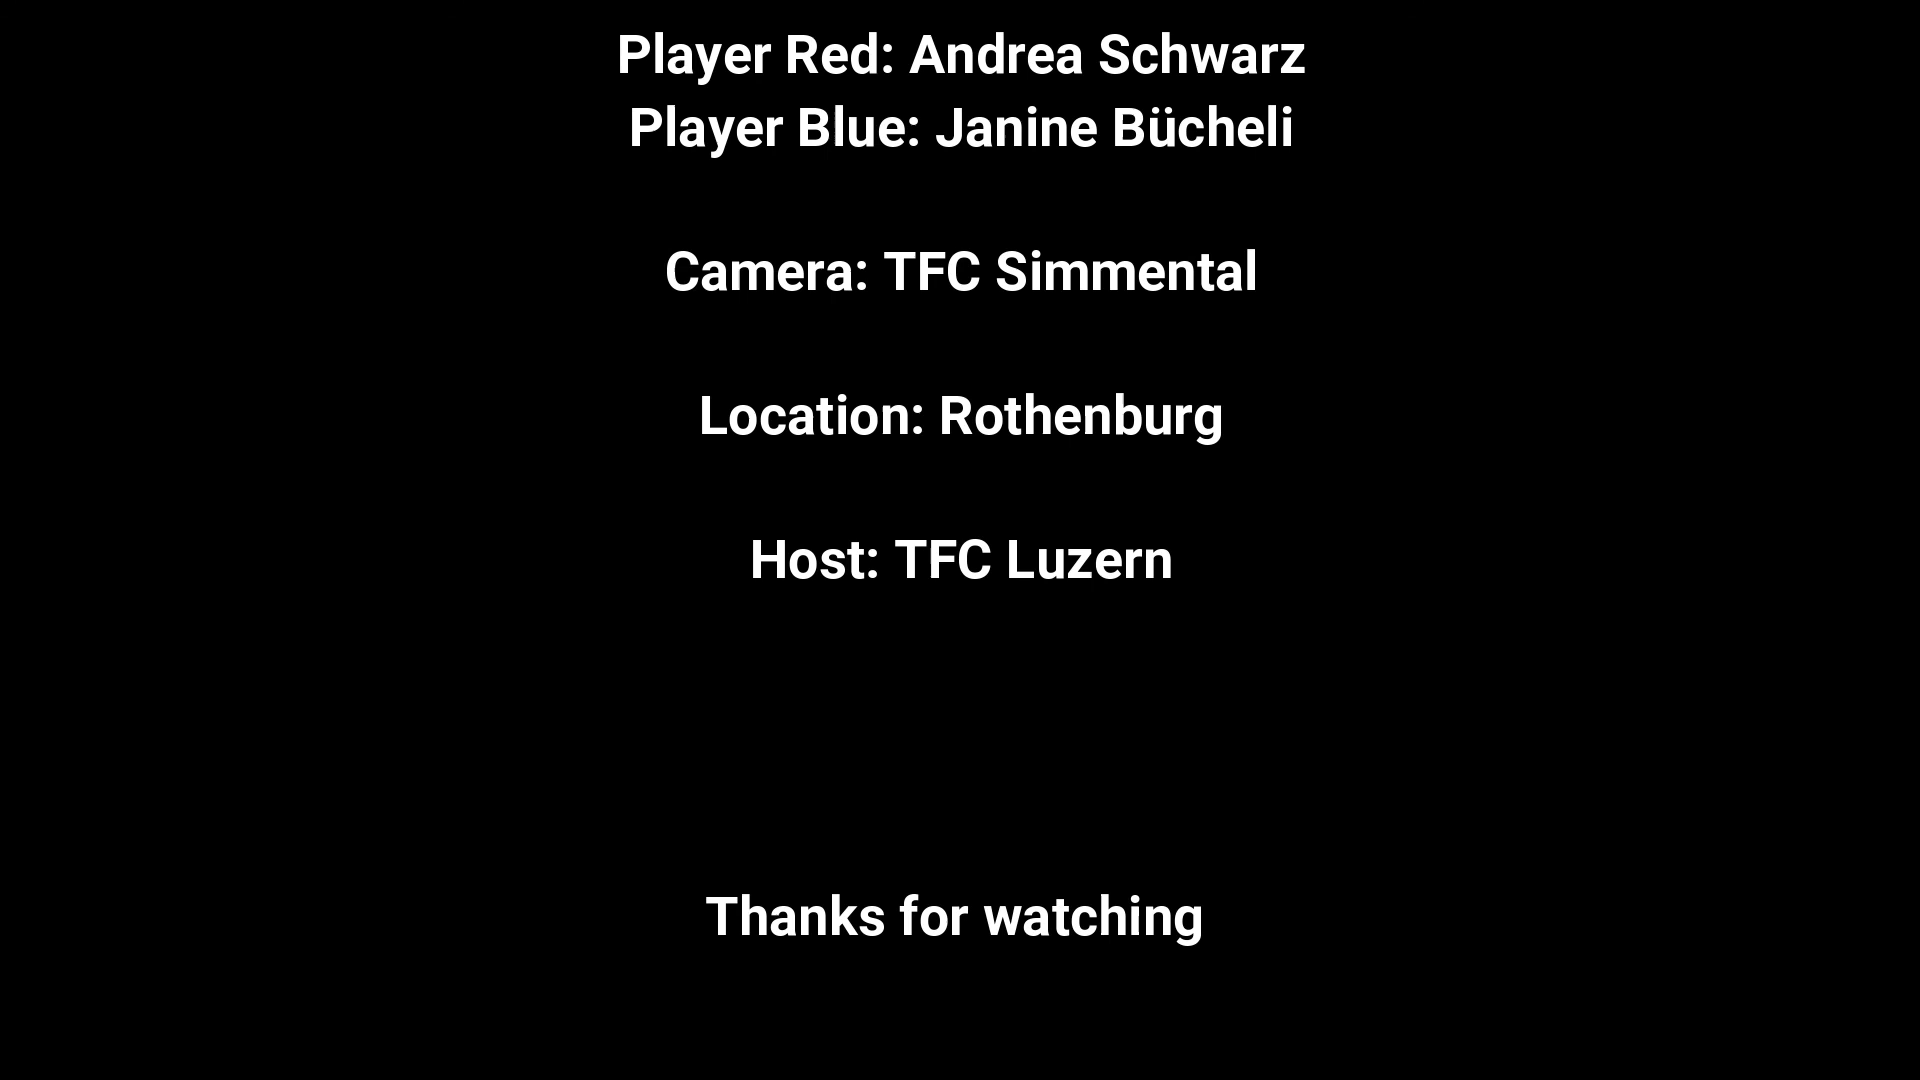 Player Red: Andrea Schwarz
Player Blue: Janine Bücheli
Camera: TFC Simmental
Location: Rothenburg
Host: TFC Luzern
Thanks for watching